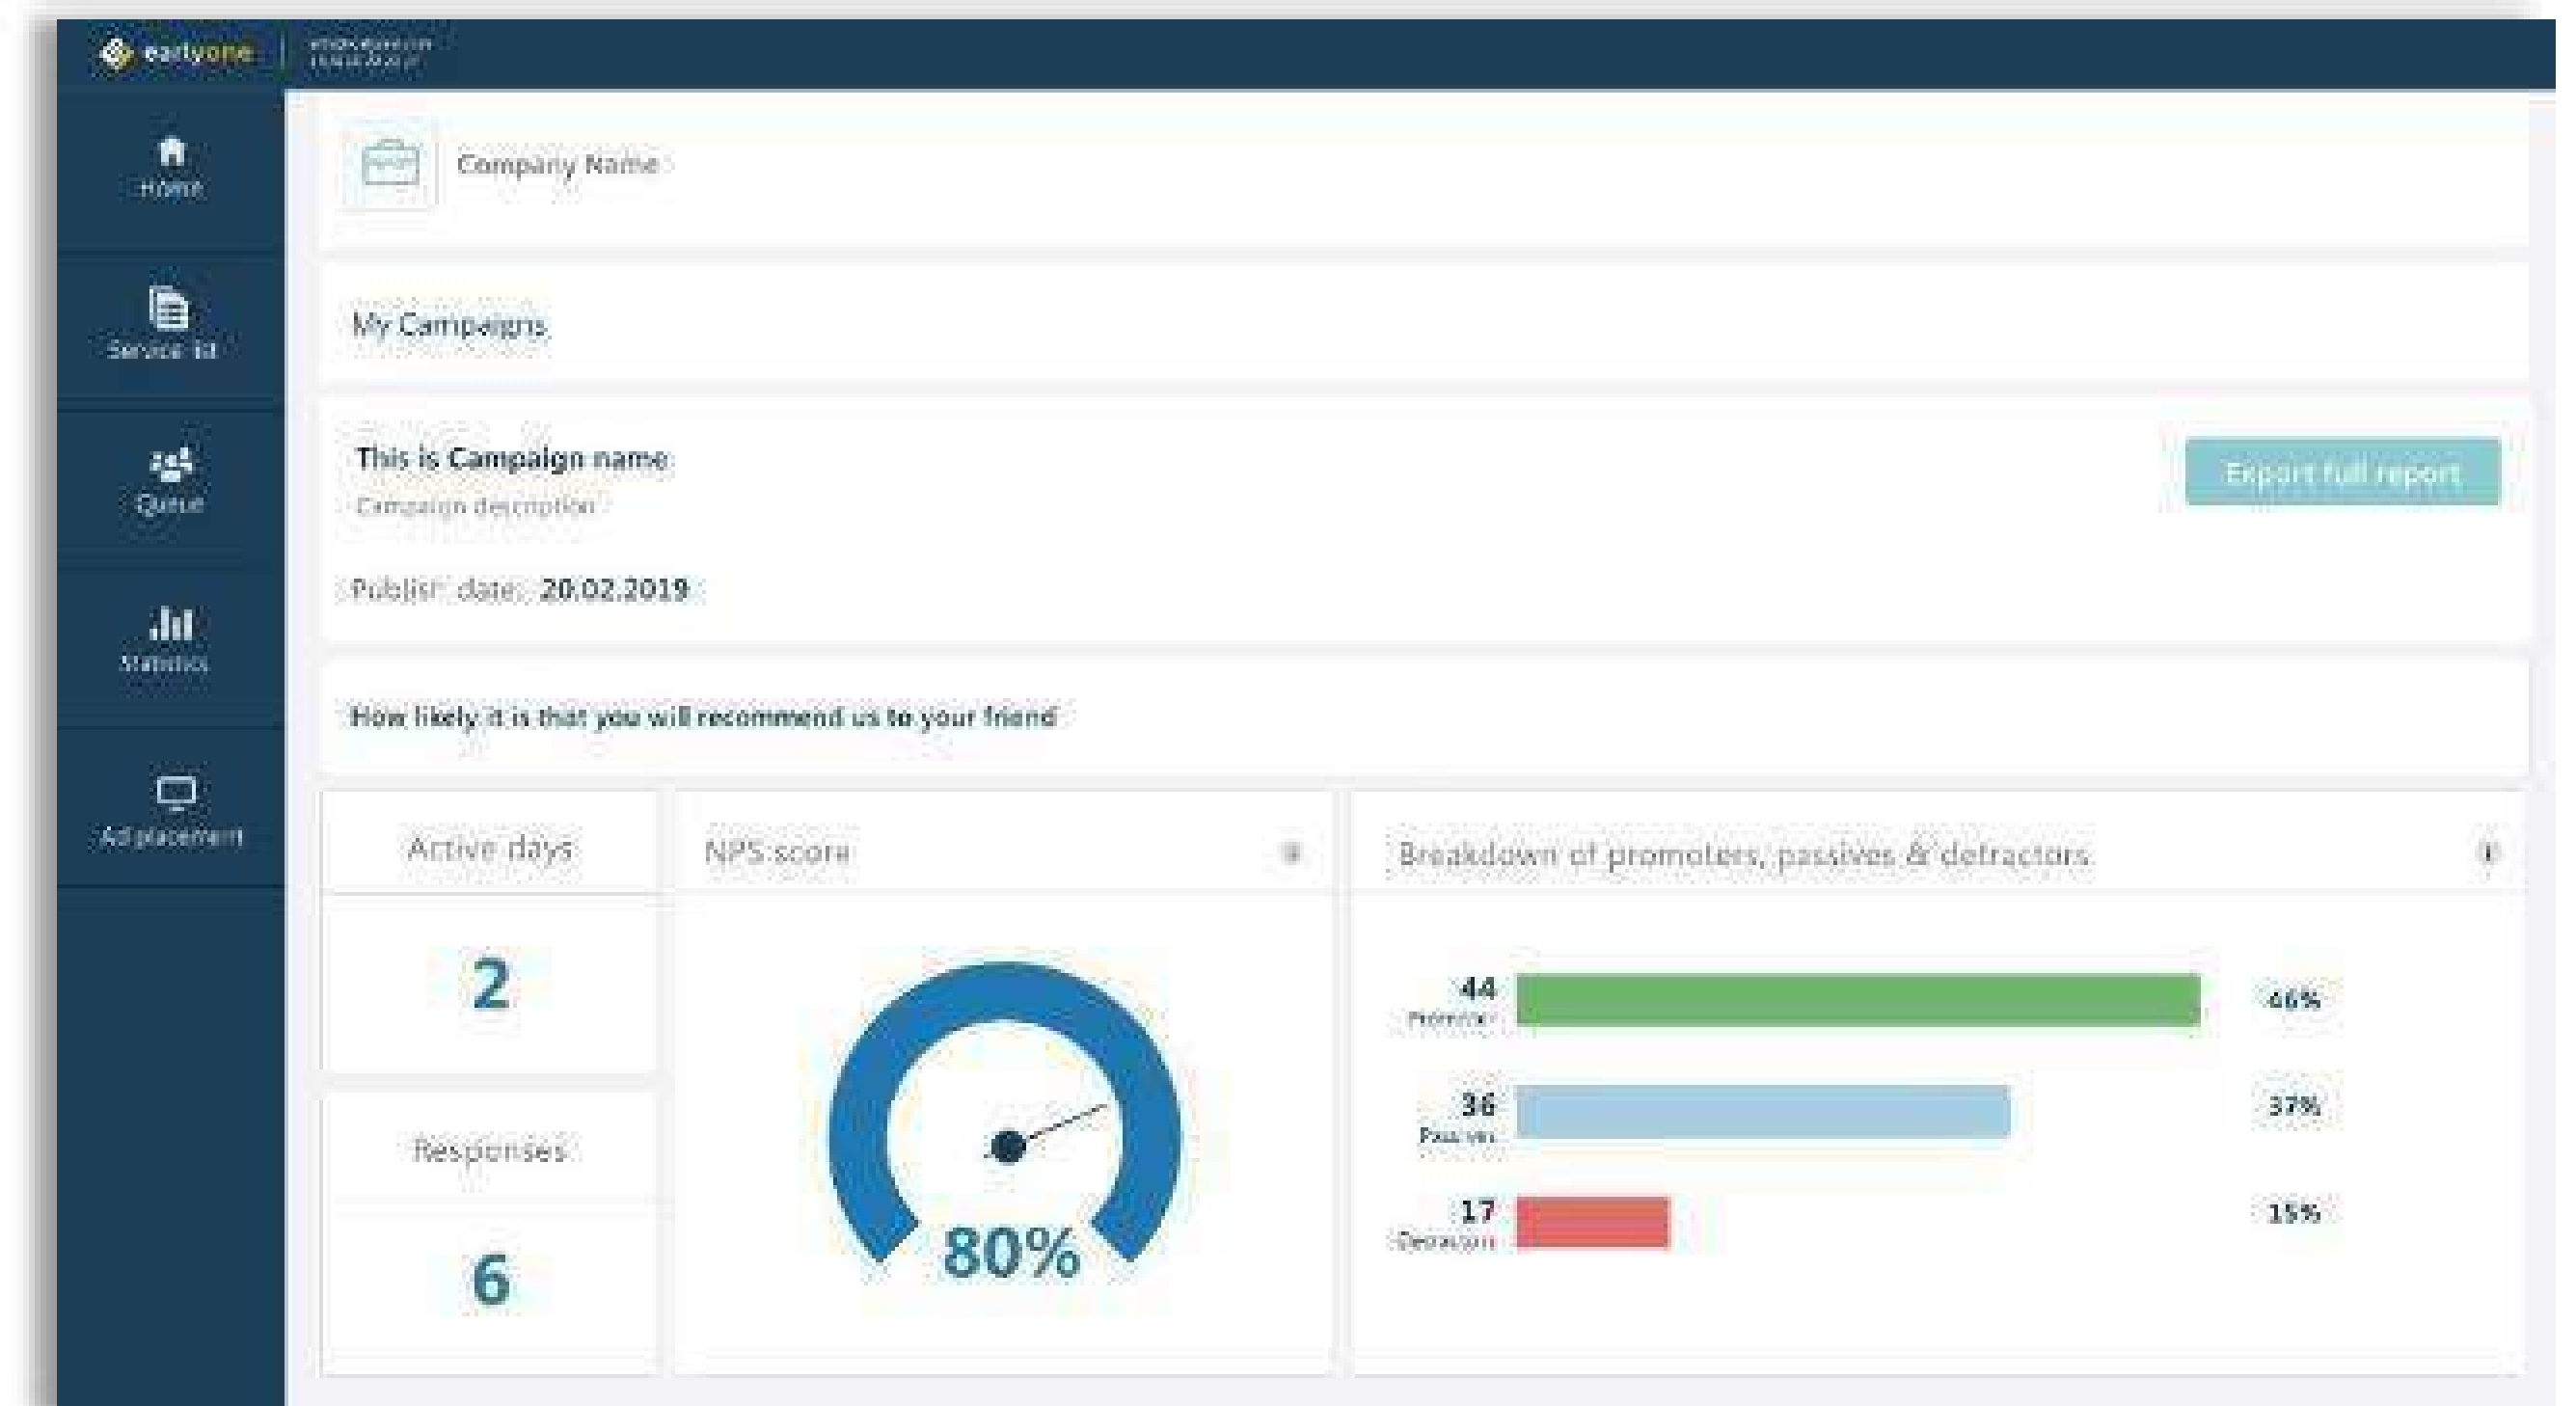 earlyone
Home
Service list
Queue
Statistics
Ad placement
Company Name
My Campaigns
This is Campaign name
Campaign description
Export full report
Publish date: 20.02.2019
How likely it is that you will recommend us to your friend
Active days
2
Responses
6
NPS score
80%
Breakdown of promoters, passives & detractors
44
Promoter
46%
36
Passives
37%
17
Detractors
15%